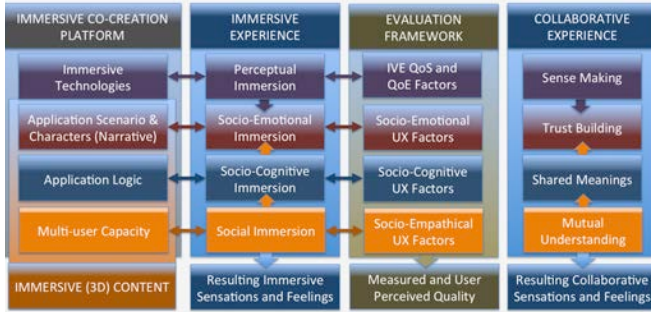 IMMERSIVE CO-CREATION
PLATFORM
IMMERSIVE
EXPERIENCE
EVALUATION
FRAMEWORK
COLLABORATIVE
EXPERIENCE
Immersive
Technologies
Perceptual
Immersion
IVE QoS and
QoE Factors
Sense Making
Application Scenario &
Characters (Narrative)
Socio-Emotional
Immersion
Socio-Emotional
UX Factors
Trust Building
Application Logic
Socio-Cognitive
Immersion
Socio-Cognitive
UX Factors
Shared Meanings
Multi-user Capacity
Social Immersion
Socio-Empathical
UX Factors
Mutual
Understanding
IMMERSIVE (3D) CONTENT
Resulting Immersive
Sensations and Feelings
Measured and User
Perceived Quality
Resulting Collaborative
Sensations and Feelings